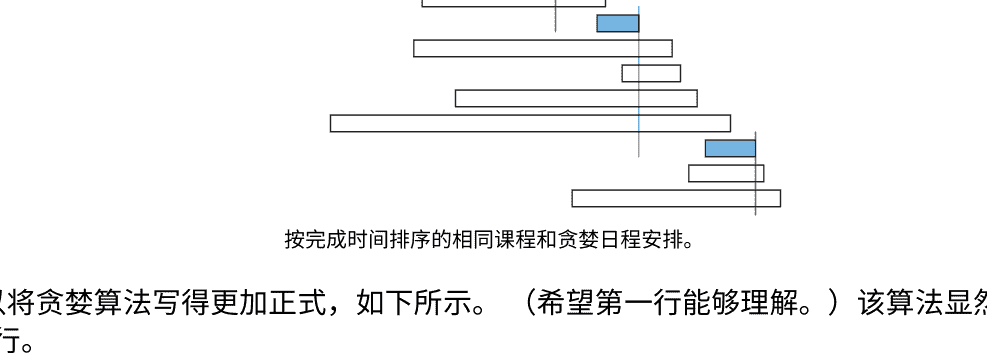 按完成时间排序的相同课程和贪婪日程安排。
将贪婪算法写得更加正式，如下所示。 （希望第一行能够理解。）该算法显然
行。